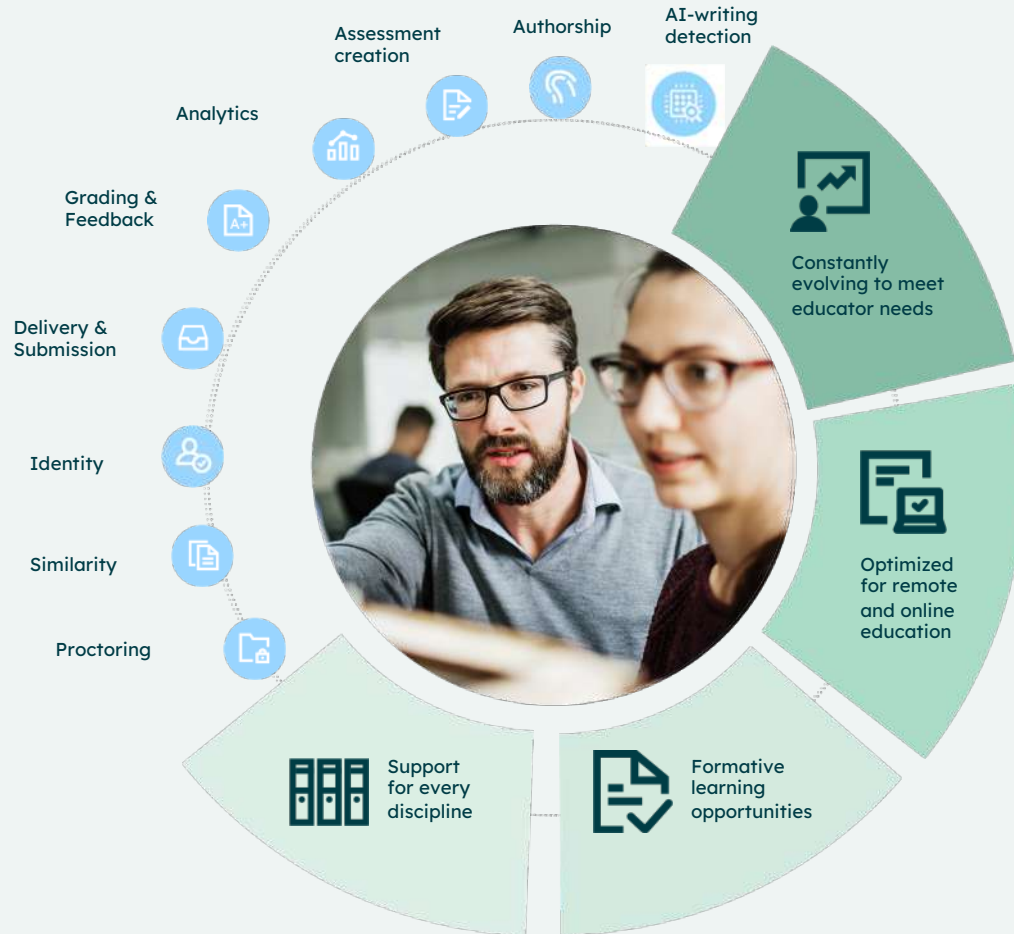 AI-writing
detection
Authorship
Assessment
creation
Analytics
Grading &
Feedback
A+
Delivery &
Submission
Identity
Similarity
Proctoring
Constantly
evolving to meet
educator needs
Optimized
for remote
and online
education
Formative
learning
opportunities
Support
for every
discipline